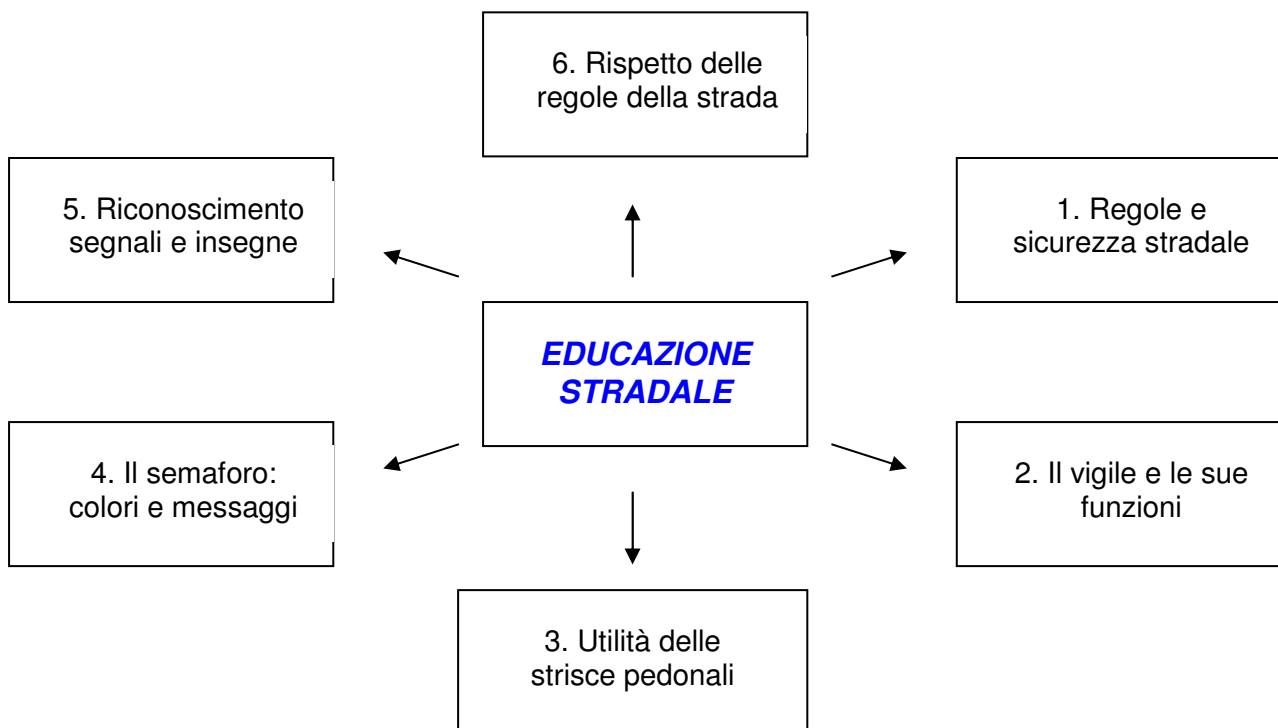 6. Rispetto delle
regole della strada
5. Riconoscimento
segnali e insegne
1. Regole e
sicurezza stradale
EDUCAZIONE
STRADALE
4. Il semaforo:
colori e messaggi
2. Il vigile e le sue
funzioni
3. Utilità delle
strisce pedonali